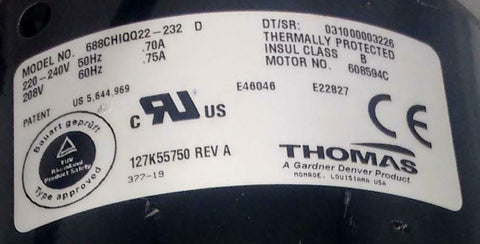 MODEL NO. 688CHIQQ22-232 D
220-240V 50Hz .70A
208V 60Hz .75A
DT/SR: 031000003226
THERMALLY PROTECTED
INSUL CLASS B
MOTOR NO. 608594C
PATENT US 5,644,969
E46046 E22827
C RU US
CE
Bauart geprüft
TÜV
Rheinland
Product Safety
Type approved
127K55750 REV A
377-19
THOMAS
A Gardner Denver Product
MONROE, LOUISIANA USA